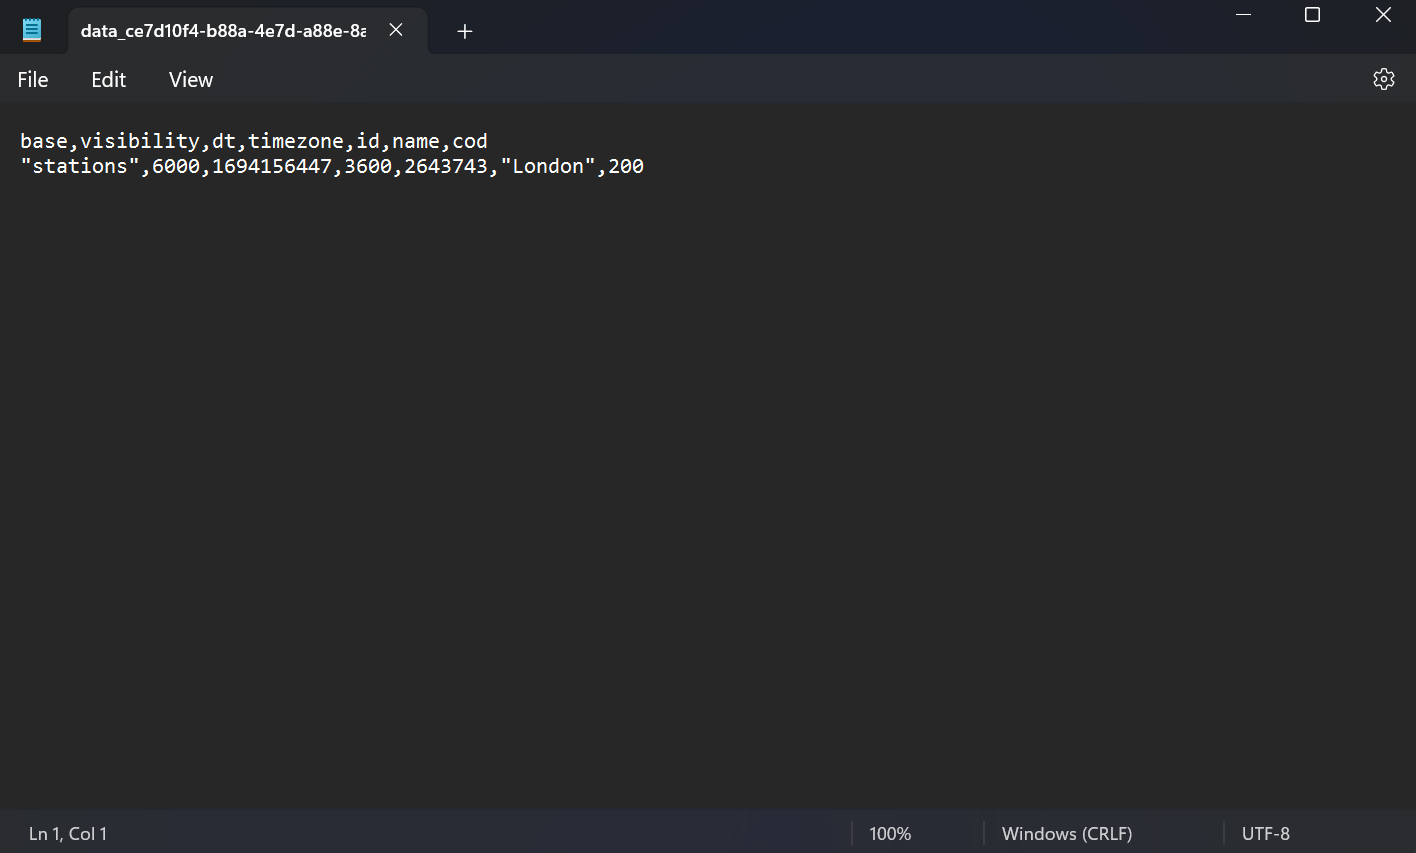 data_ce7d10f4-b88a-4e7d-a88e-8a
File Edit View
base,visibility,dt,timezone,id,name,cod
"stations",6000,1694156447,3600,2643743,"London",200
Ln 1, Col 1 100% Windows (CRLF) UTF-8